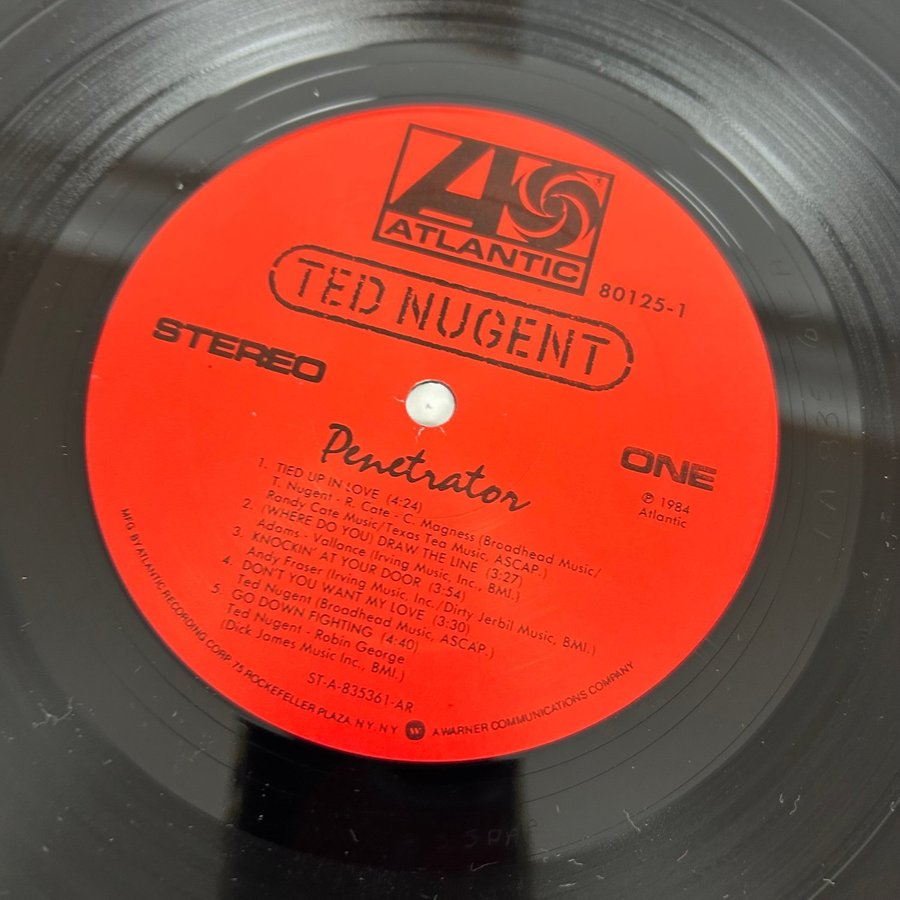 ATLANTIC
80125-1
TED NUGENT
STEREO
ONE
℗ 1984
Atlantic
Penetrator
1. TIED UP IN LOVE (4:24)
T. Nugent - R. Cate - C. Magness (Broadhead Music/
Randy Cate Music/Texas Tea Music, ASCAP.)
2. (WHERE DO YOU) DRAW THE LINE (3:27)
Adams - Vallance (Irving Music, Inc., BMI.)
3. KNOCKIN' AT YOUR DOOR (3:54)
Andy Fraser (Irving Music, Inc./Dirty Jerbil Music, BMI.)
4. DON'T YOU WANT MY LOVE (3:30)
Ted Nugent (Broadhead Music, ASCAP.)
5. GO DOWN FIGHTING (4:40)
Ted Nugent - Robin George
(Dick James Music Inc., BMI.)
ST-A-835361-AR
MFG BY ATLANTIC RECORDING CORP. 75 ROCKEFELLER PLAZA, N.Y. N.Y. W A WARNER COMMUNICATIONS COMPANY